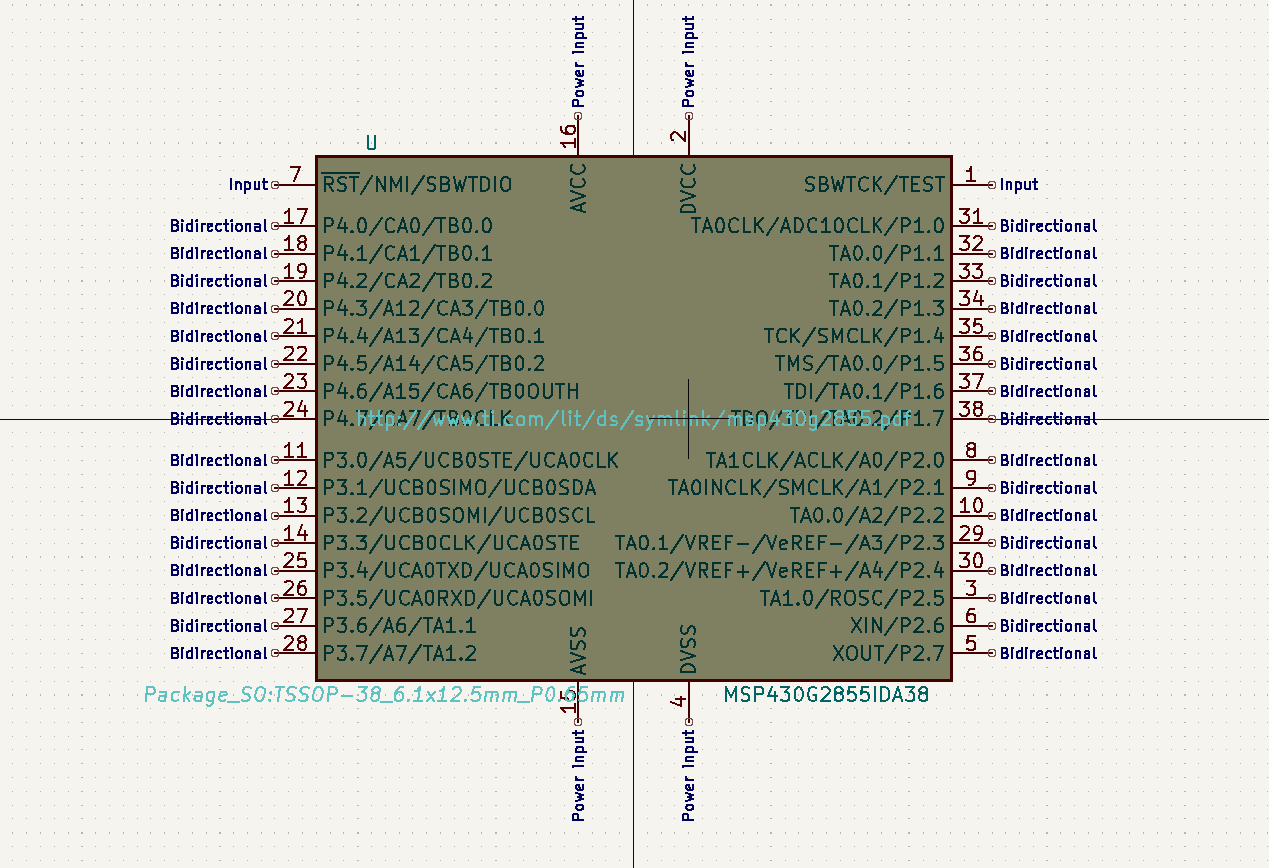 Power Input Power Input
16 2
U
AVCC DVCC
Input 7 RST/NMI/SBWTDIO SBWTCK/TEST 1 Input
Bidirectional 17 P4.0/CA0/TB0.0 TA0CLK/ADC10CLK/P1.0 31 Bidirectional
Bidirectional 18 P4.1/CA1/TB0.1 TA0.0/P1.1 32 Bidirectional
Bidirectional 19 P4.2/CA2/TB0.2 TA0.1/P1.2 33 Bidirectional
Bidirectional 20 P4.3/A12/CA3/TB0.0 TA0.2/P1.3 34 Bidirectional
Bidirectional 21 P4.4/A13/CA4/TB0.1 TCK/SMCLK/P1.4 35 Bidirectional
Bidirectional 22 P4.5/A14/CA5/TB0.2 TMS/TA0.0/P1.5 36 Bidirectional
Bidirectional 23 P4.6/A15/CA6/TB0OUTH TDI/TA0.1/P1.6 37 Bidirectional
Bidirectional 24 http://www.ti.com/lit/ds/symlink/msp430g2855.pdf 38 Bidirectional
Bidirectional 11 P3.0/A5/UCB0STE/UCA0CLK TA1CLK/ACLK/A0/P2.0 8 Bidirectional
Bidirectional 12 P3.1/UCB0SIMO/UCB0SDA TA0INCLK/SMCLK/A1/P2.1 9 Bidirectional
Bidirectional 13 P3.2/UCB0SOMI/UCB0SCL TA0.0/A2/P2.2 10 Bidirectional
Bidirectional 14 P3.3/UCB0CLK/UCA0STE TA0.1/VREF-/VeREF-/A3/P2.3 29 Bidirectional
Bidirectional 25 P3.4/UCA0TXD/UCA0SIMO TA0.2/VREF+/VeREF+/A4/P2.4 30 Bidirectional
Bidirectional 26 P3.5/UCA0RXD/UCA0SOMI TA1.0/ROSC/P2.5 3 Bidirectional
Bidirectional 27 P3.6/A6/TA1.1 XIN/P2.6 6 Bidirectional
Bidirectional 28 P3.7/A7/TA1.2 XOUT/P2.7 5 Bidirectional
AVSS DVSS
Package_SO:TSSOP-38_6.1x12.5mm_P0.65mm MSP430G2855IDA38
15 4
Power Input Power Input